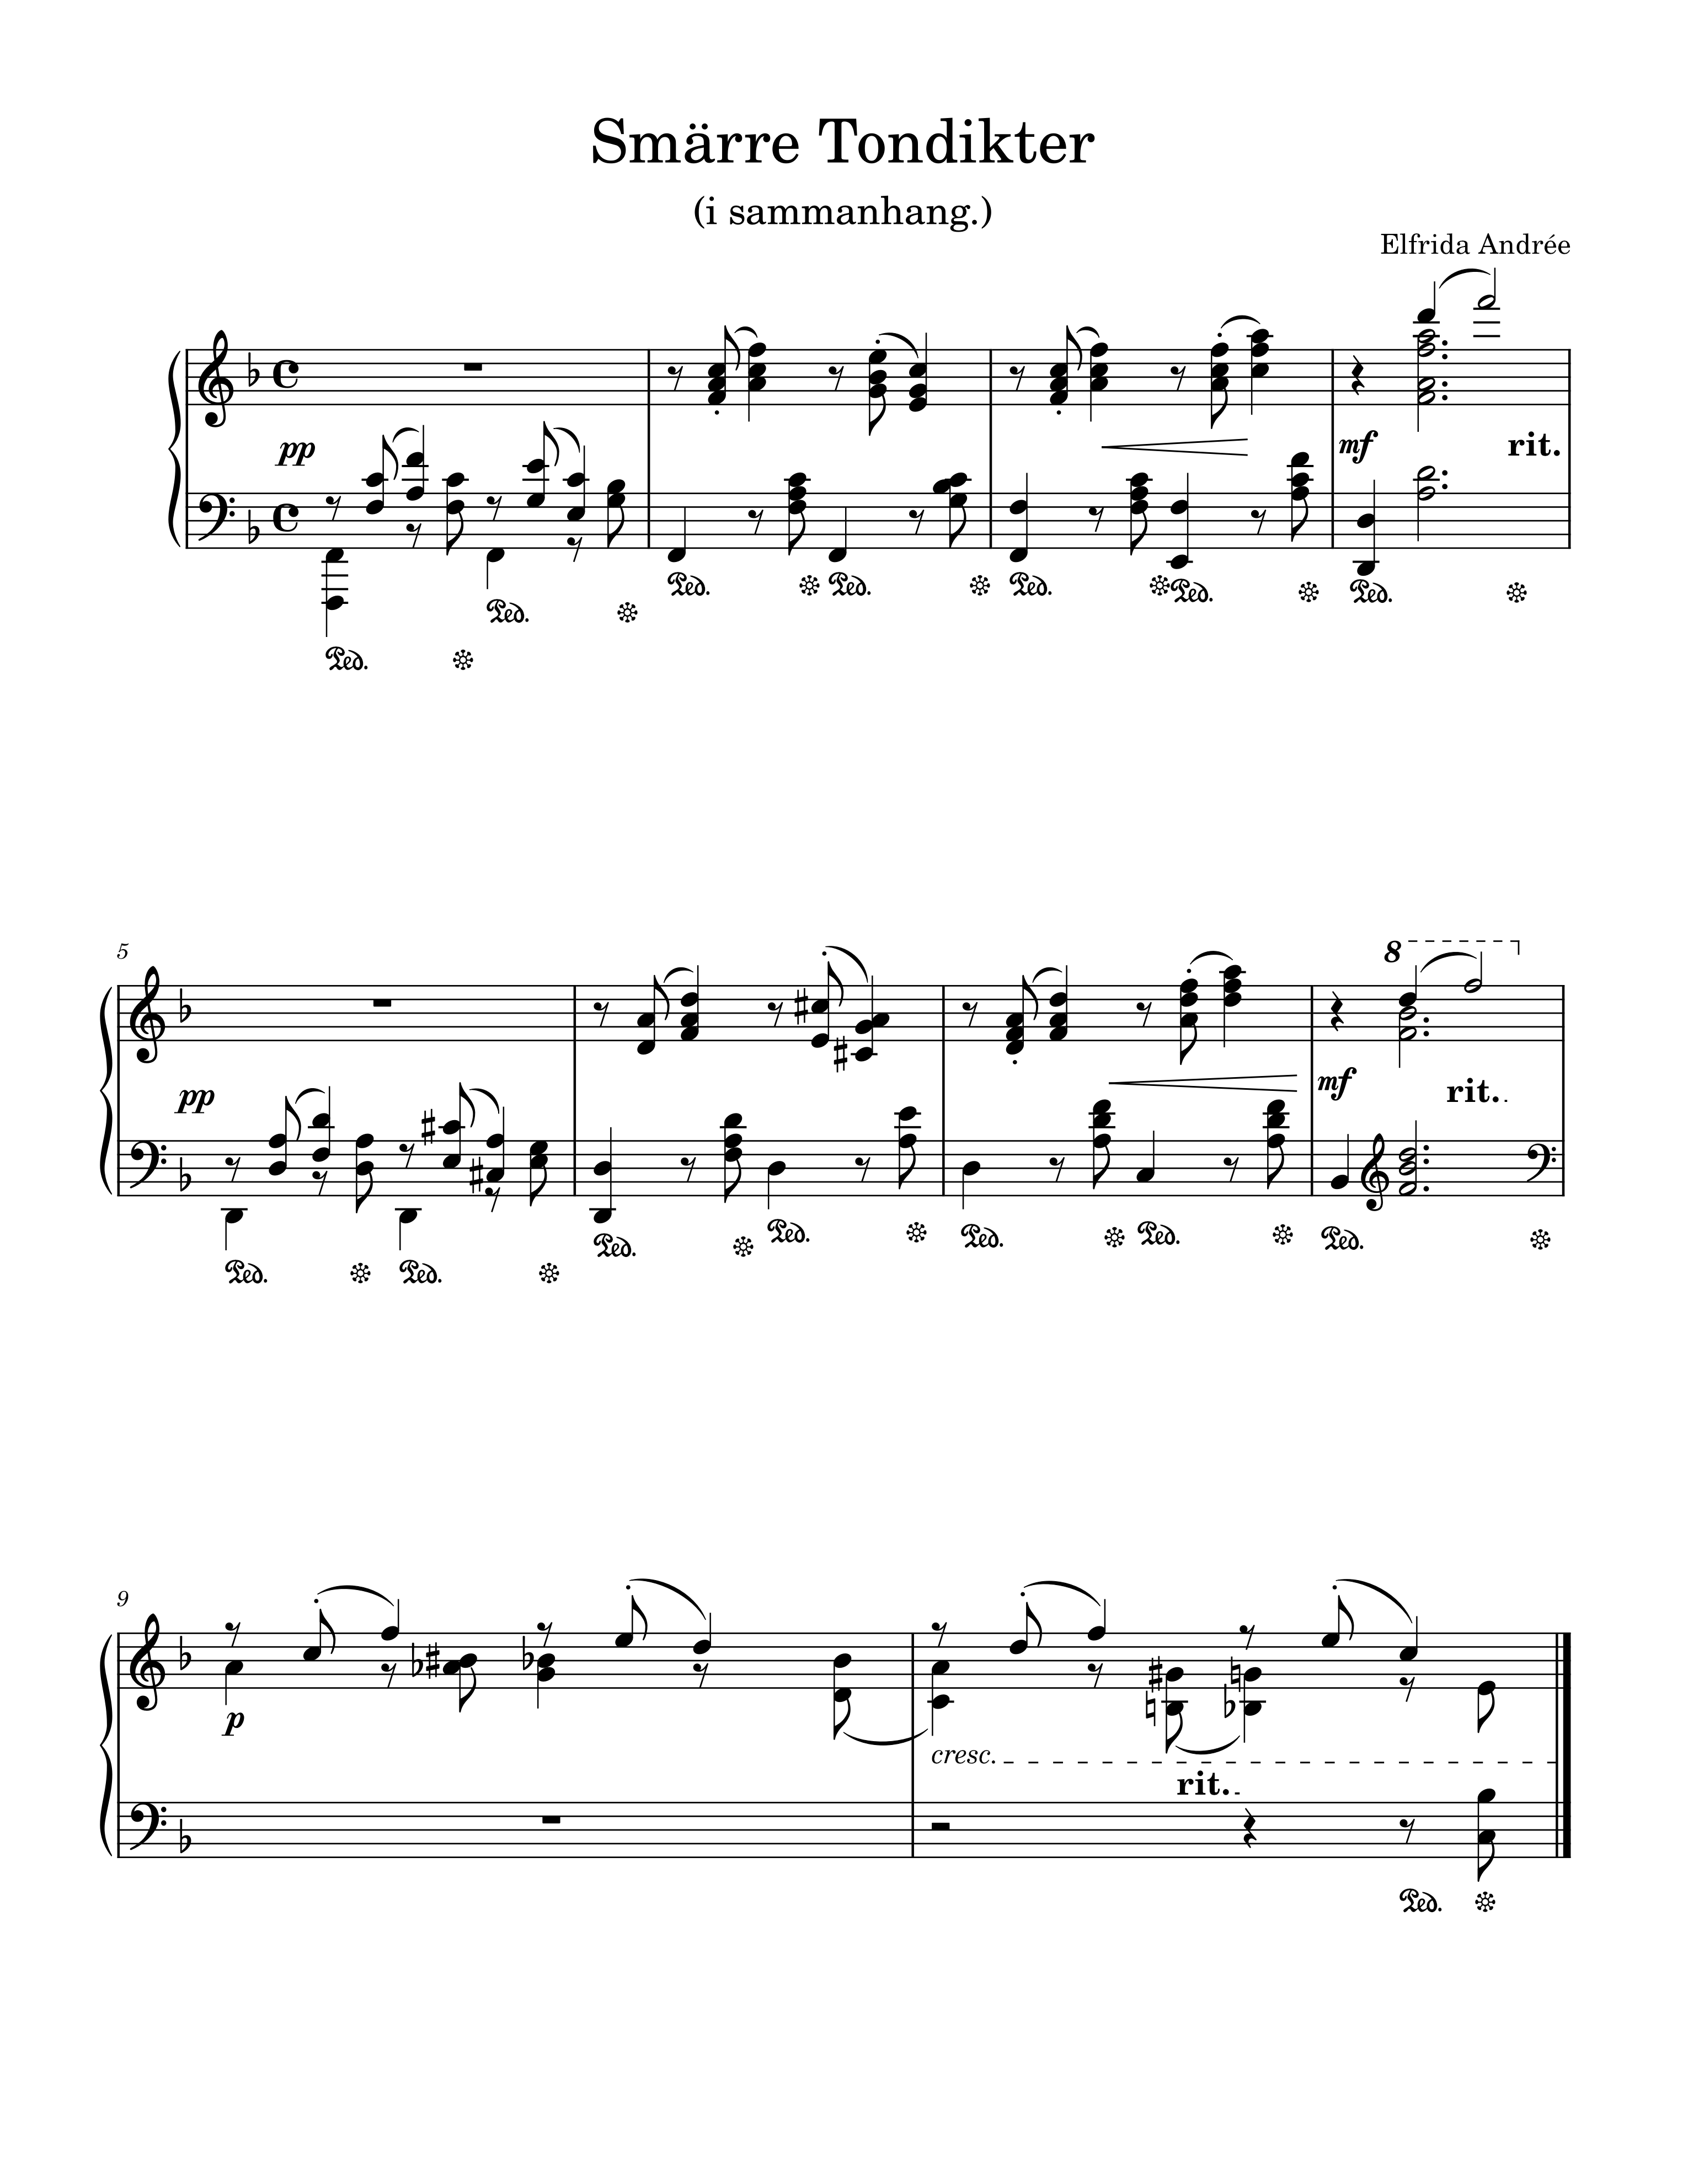 Smärre Tondikter
(i sammanhang.)
Elfrida Andrée
pp
mf
rit.
Ped. Ped. Ped. Ped. Ped. Ped.
Ped.
5
8
pp
mf
rit.
Ped. Ped. Ped. Ped. Ped. Ped. Ped.
9
p
cresc.
rit.
Ped.